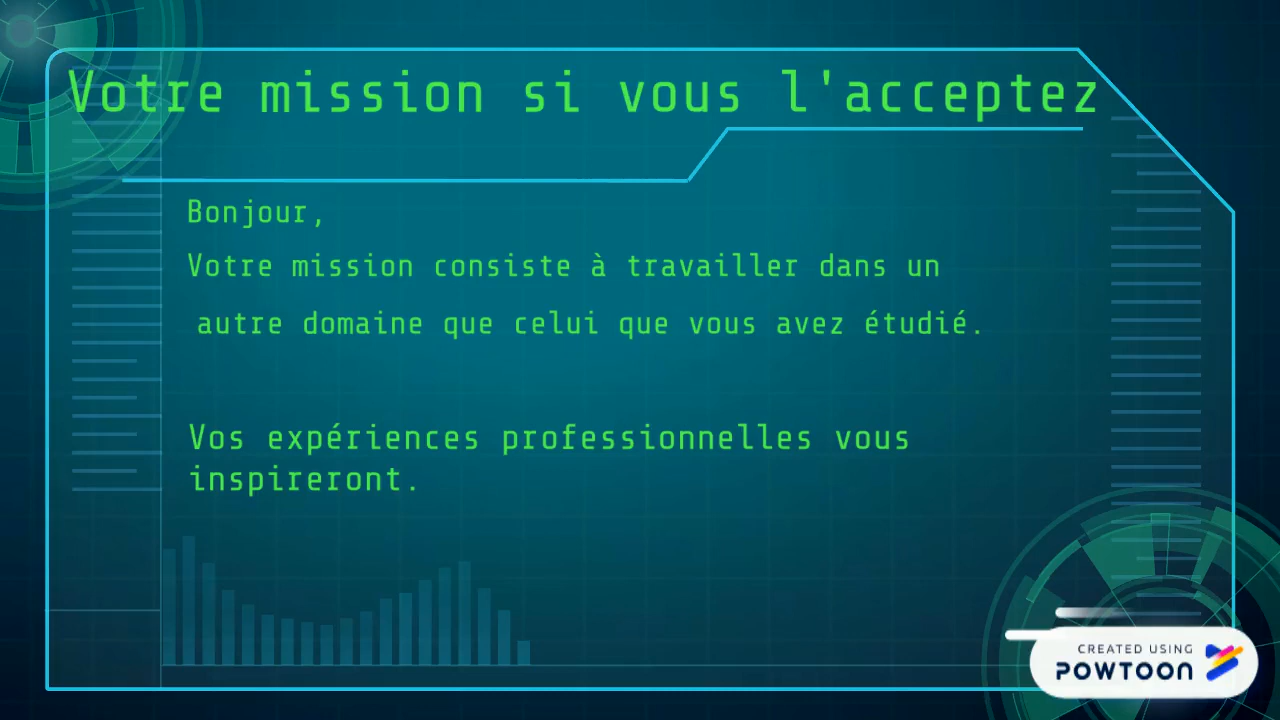 Votre mission si vous l'acceptez
Bonjour,
Votre mission consiste à travailler dans un
autre domaine que celui que vous avez étudié.
Vos expériences professionnelles vous
inspireront.
CREATED USING
POWTOON